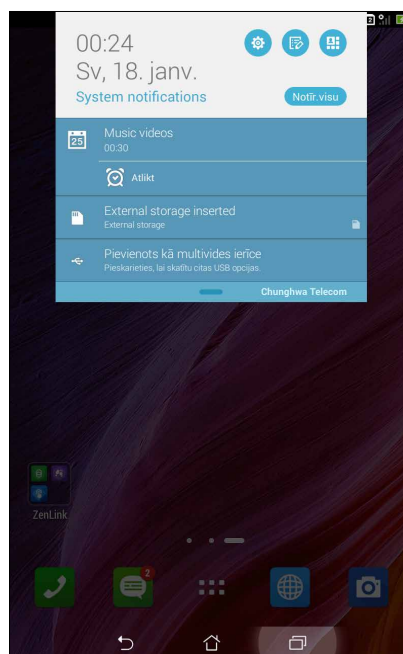 2
00:24
Sv, 18. janv.
System notifications
Notīr.visu
25
Music videos
00:30
Atlikt
External storage inserted
External storage
Pievienots kā multivides ierīce
Pieskarieties, lai skatītu citas USB opcijas.
Chunghwa Telecom
ZenLink
2